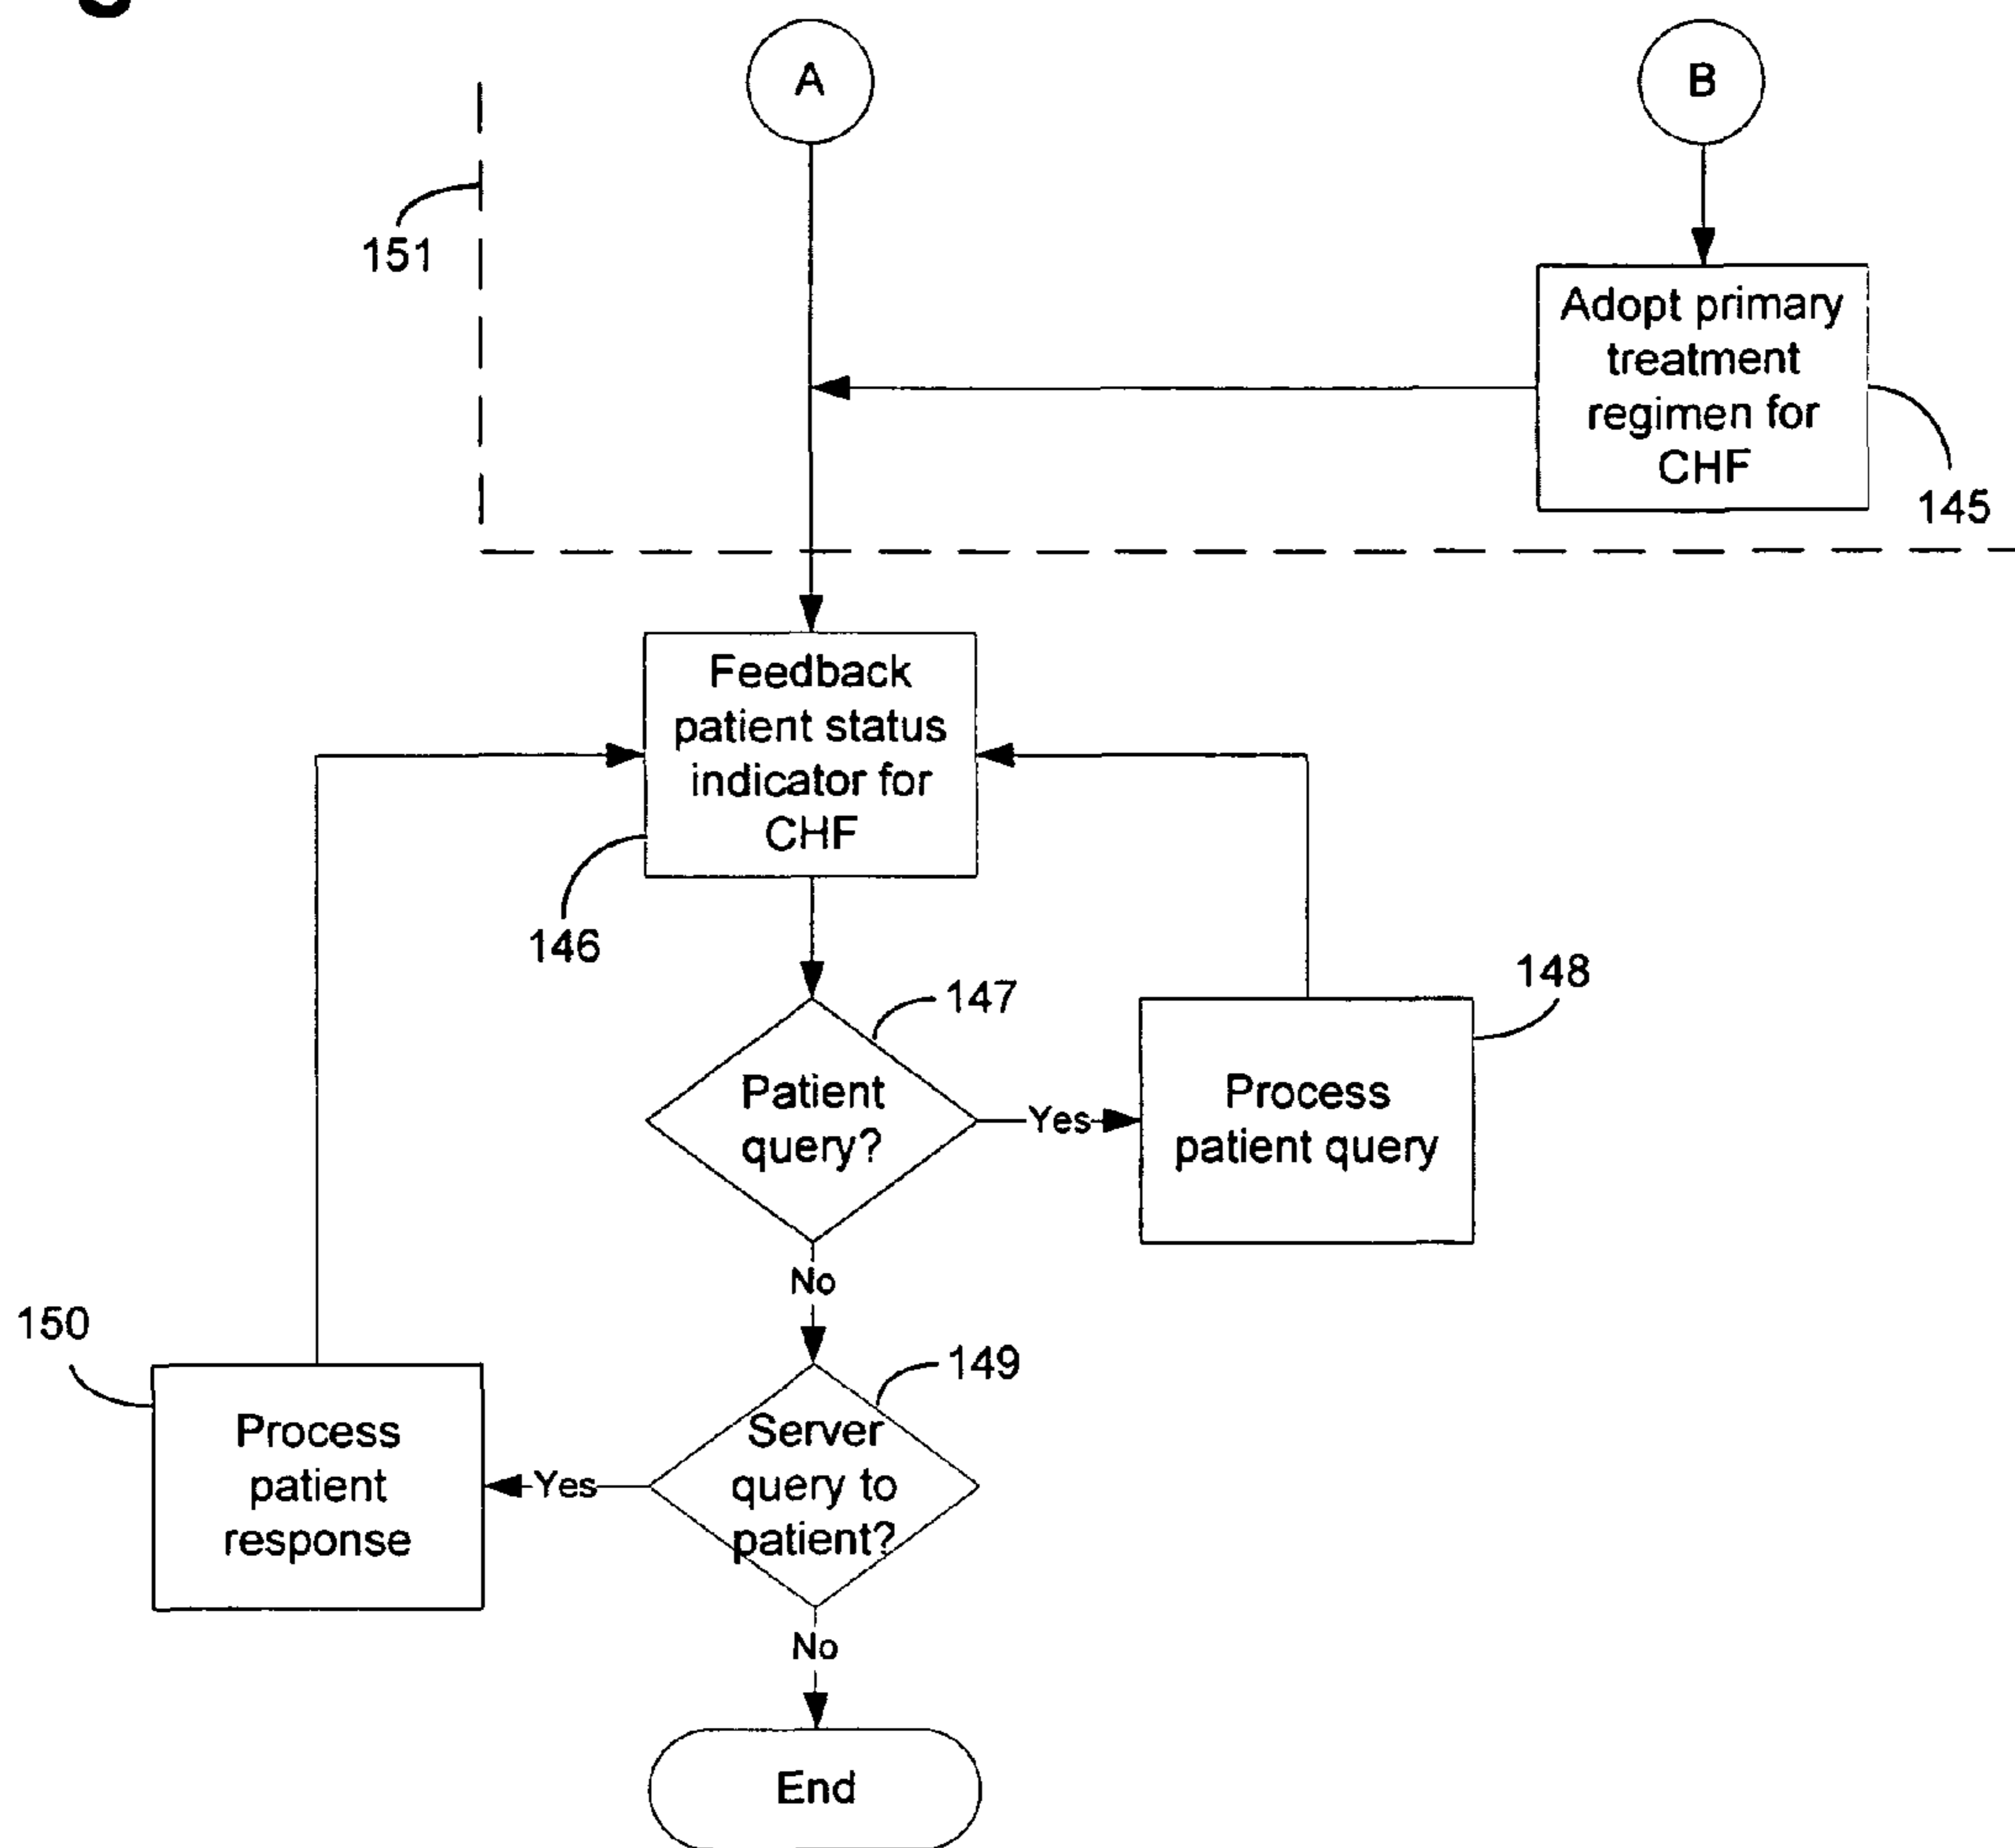 A
B
151
Adopt primary
treatment
regimen for
CHF
145
Feedback
patient status
indicator for
CHF
146
147
148
Patient
query?
Yes
Process
patient query
No
150
149
Process
patient
response
Yes
Server
query to
patient?
No
End